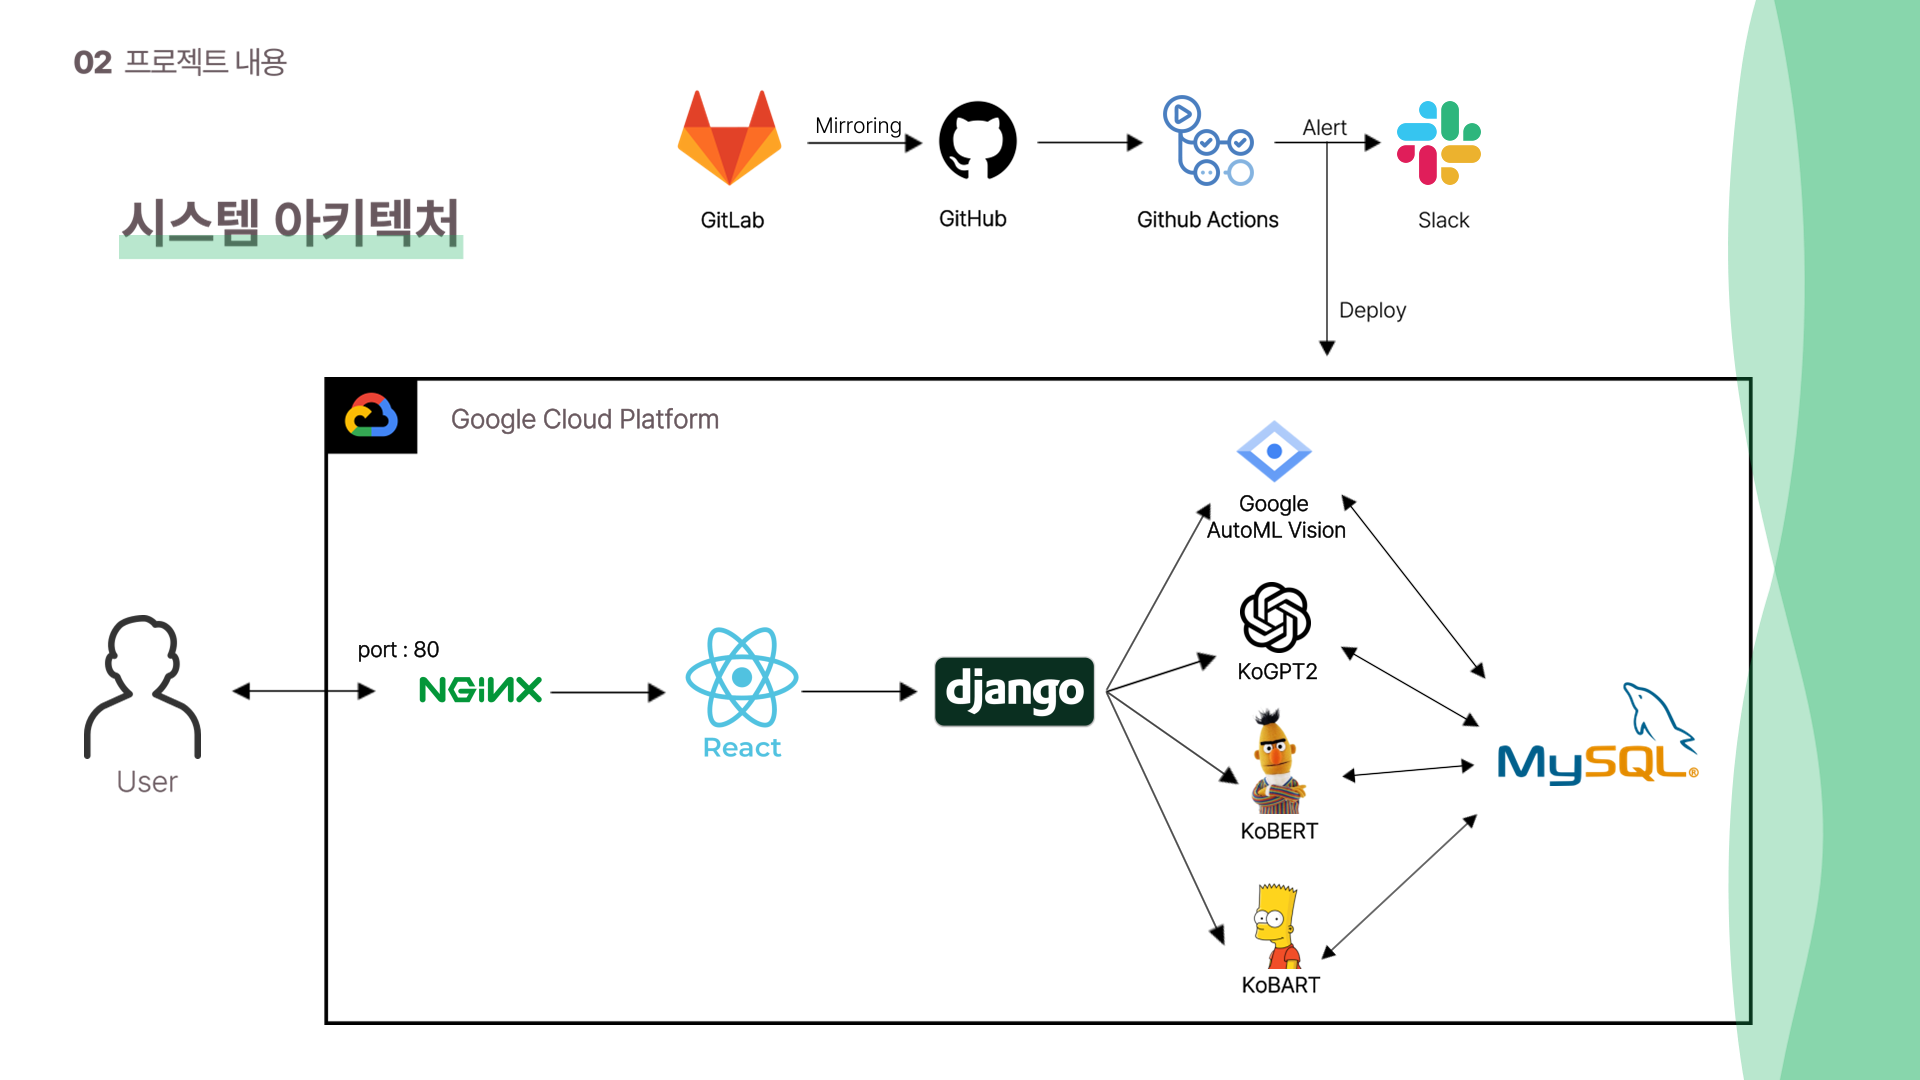 02 프로젝트 내용
시스템 아키텍처
Mirroring
Alert
GitLab
GitHub
Github Actions
Slack
Deploy
Google Cloud Platform
Google
AutoML Vision
port : 80
NGiNX
React
django
KoGPT2
KoBERT
KoBART
MySQL®
User